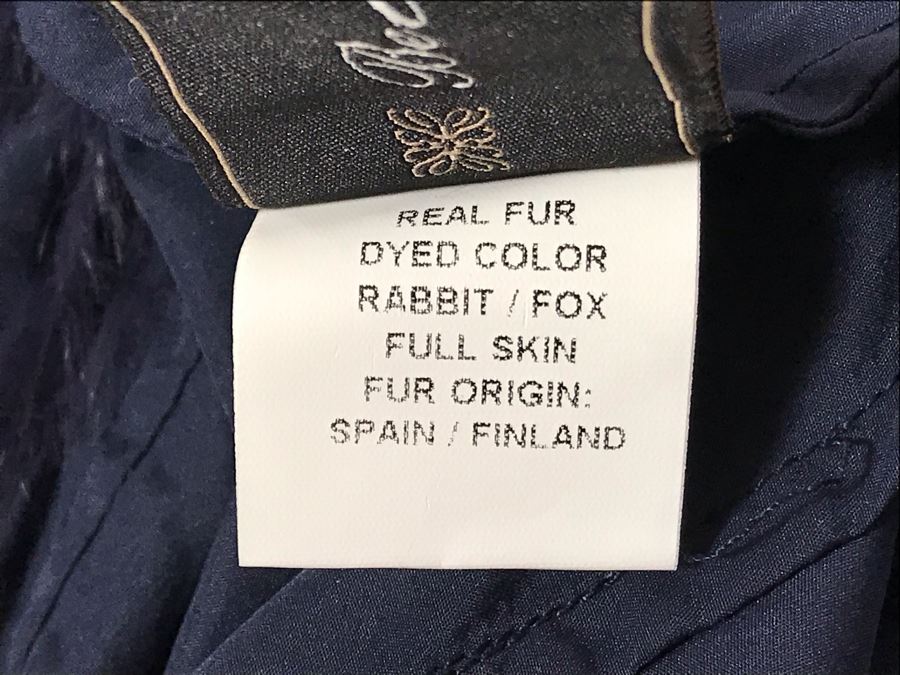 REAL FUR
DYED COLOR
RABBIT / FOX
FULL SKIN
FUR ORIGIN:
SPAIN / FINLAND